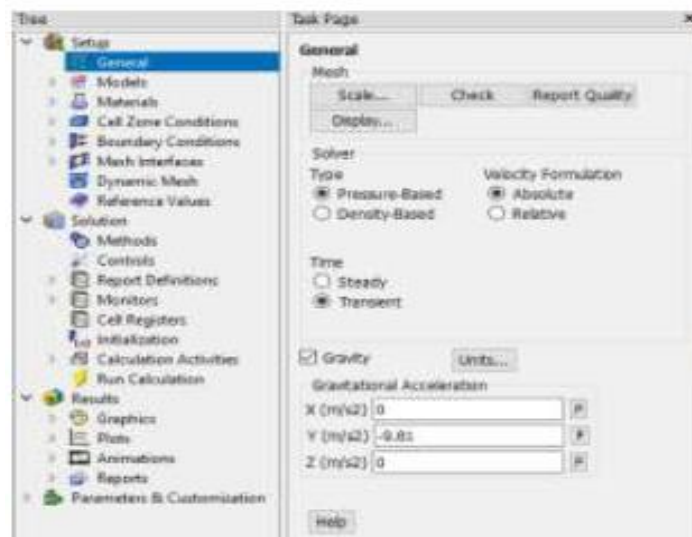 Tree
Setup
General
Models
Materials
Cell Zone Conditions
Boundary Conditions
Mesh Interfaces
Dynamic Mesh
Reference Values
Solution
Methods
Controls
Report Definitions
Monitors
Cell Registers
Initialization
Calculation Activities
Run Calculation
Results
Graphics
Plots
Animations
Reports
Parameters & Customization
Task Page
General
Mesh
Scale... Check Report Quality
Display...
Solver
Type Velocity Formulation
Pressure-Based Absolute
Density-Based Relative
Time
Steady
Transient
Gravity Units...
Gravitational Acceleration
X (m/s2) 0 P
Y (m/s2) -9.81 P
Z (m/s2) 0 P
Help